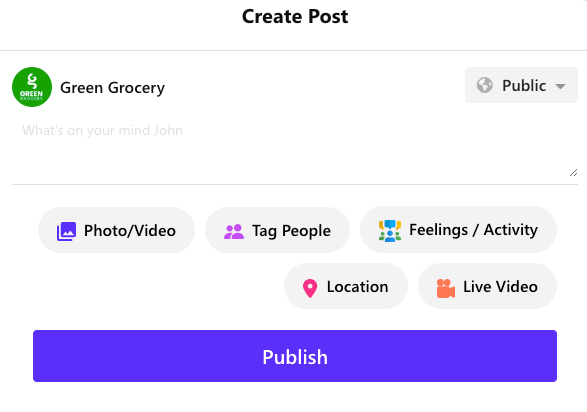 Create Post
GREEN
GROCERY
Green Grocery
Public
What's on your mind John
Photo/Video
Tag People
Feelings / Activity
Location
Live Video
Publish